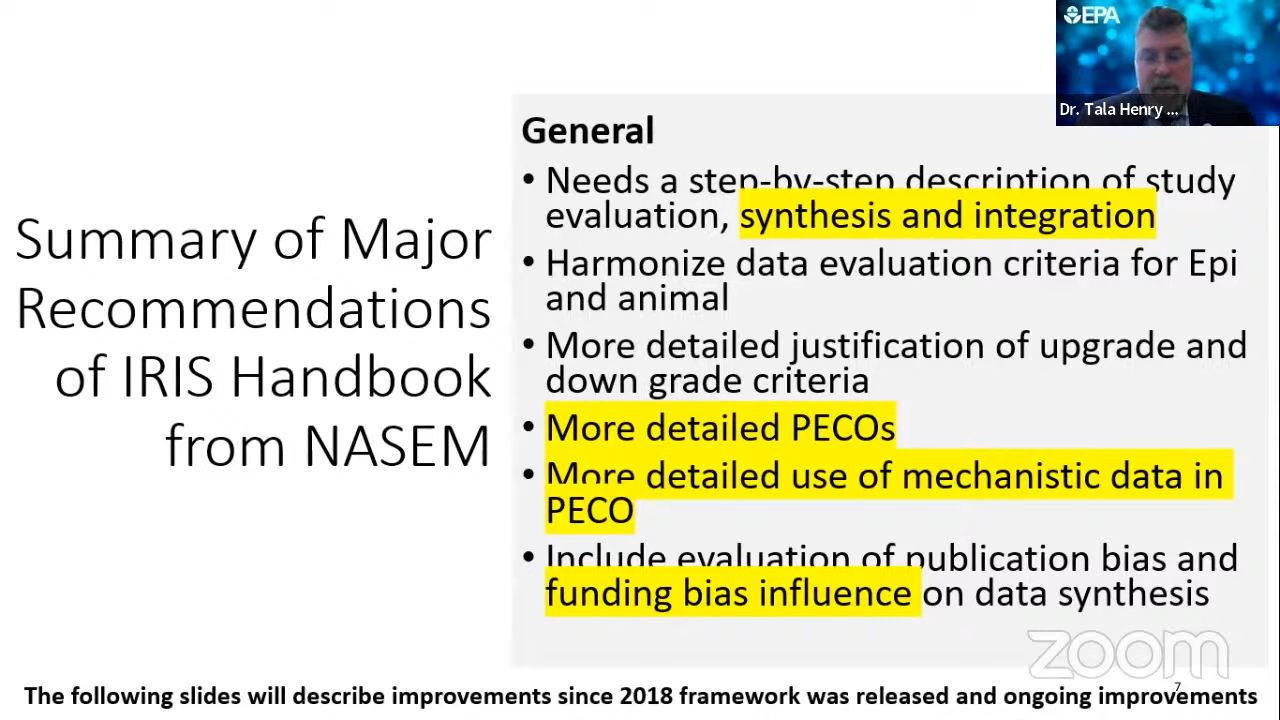 EPA
Dr. Tala Henry ...
Summary of Major
Recommendations
of IRIS Handbook
from NASEM
General
• Needs a step-by-step description of study
evaluation, synthesis and integration
• Harmonize data evaluation criteria for Epi
and animal
• More detailed justification of upgrade and
down grade criteria
• More detailed PECOs
• More detailed use of mechanistic data in
PECO
• Include evaluation of publication bias and
funding bias influence on data synthesis
zoom
7
The following slides will describe improvements since 2018 framework was released and ongoing improvements